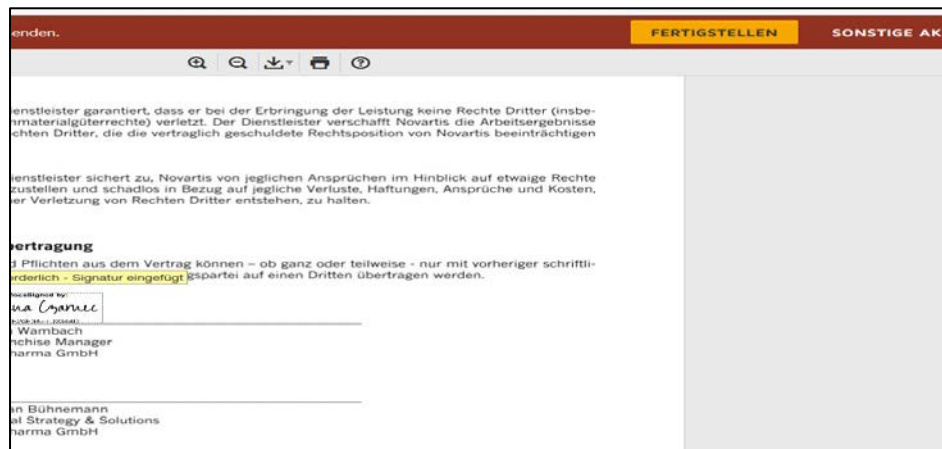 enden.
FERTIGSTELLEN
SONSTIGE AK
enstleister garantiert, dass er bei der Erbringung der Leistung keine Rechte Dritter (insbe-
nmaterialgüterrechte) verletzt. Der Dienstleister verschafft Novartis die Arbeitsergebnisse
chten Dritter, die die vertraglich geschuldete Rechtsposition von Novartis beeinträchtigen
enstleister sichert zu, Novartis von jeglichen Ansprüchen im Hinblick auf etwaige Rechte
zustellen und schadlos in Bezug auf jegliche Verluste, Haftungen, Ansprüche und Kosten,
er Verletzung von Rechten Dritter entstehen, zu halten.
bertragung
d Pflichten aus dem Vertrag können – ob ganz oder teilweise - nur mit vorheriger schriftli-
orderlich - Signatur eingefügt gspartei auf einen Dritten übertragen werden.
DocuSigned by:
Wambach
nchise Manager
harma GmbH
an Bühnemann
al Strategy & Solutions
harma GmbH